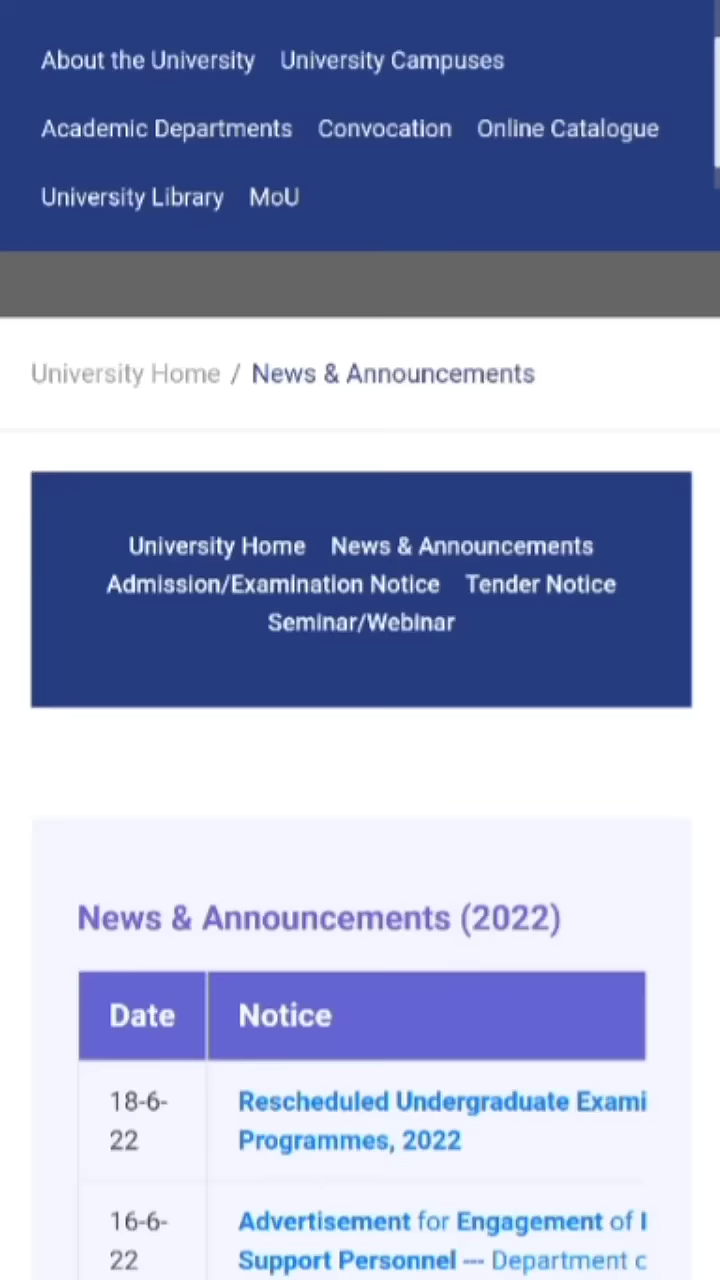 About the University University Campuses
Academic Departments Convocation Online Catalogue
University Library MoU
University Home / News & Announcements
University Home News & Announcements
Admission/Examination Notice Tender Notice
Seminar/Webinar
News & Announcements (2022)
Date Notice
18-6- Rescheduled Undergraduate Exami
22 Programmes, 2022
16-6- Advertisement for Engagement of
22 Support Personnel --- Department